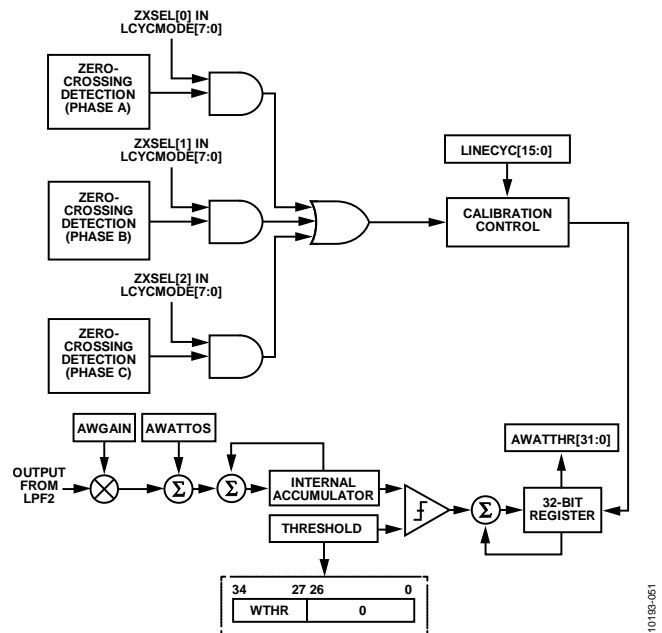 ZXSEL[0] IN
LCYCMODE[7:0]
ZERO-
CROSSING
DETECTION
(PHASE A)
ZXSEL[1] IN
LCYCMODE[7:0]
ZERO-
CROSSING
DETECTION
(PHASE B)
ZXSEL[2] IN
LCYCMODE[7:0]
ZERO-
CROSSING
DETECTION
(PHASE C)
LINECYC[15:0]
CALIBRATION
CONTROL
AWGAIN
AWATTOS
AWATTHR[31:0]
OUTPUT
FROM
LPF2
Σ
Σ
INTERNAL
ACCUMULATOR
THRESHOLD
Σ
32-BIT
REGISTER
34 27 26 0
WTHR 0
10193-051